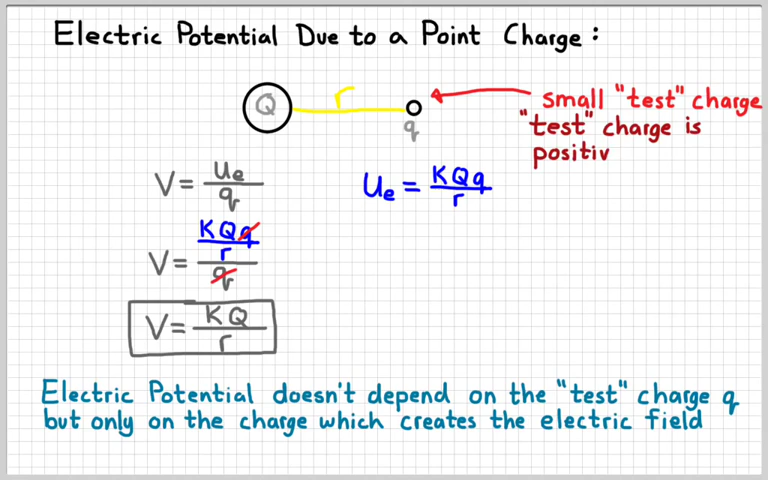 Electric Potential Due to a Point Charge:
Q r q
small "test" charge
"test" charge is
positiv
V = Ue/q
Ue = KQq/r
V = (KQq/r)/q
V = KQ/r
Electric Potential doesn't depend on the "test" charge q
but only on the charge which creates the electric field